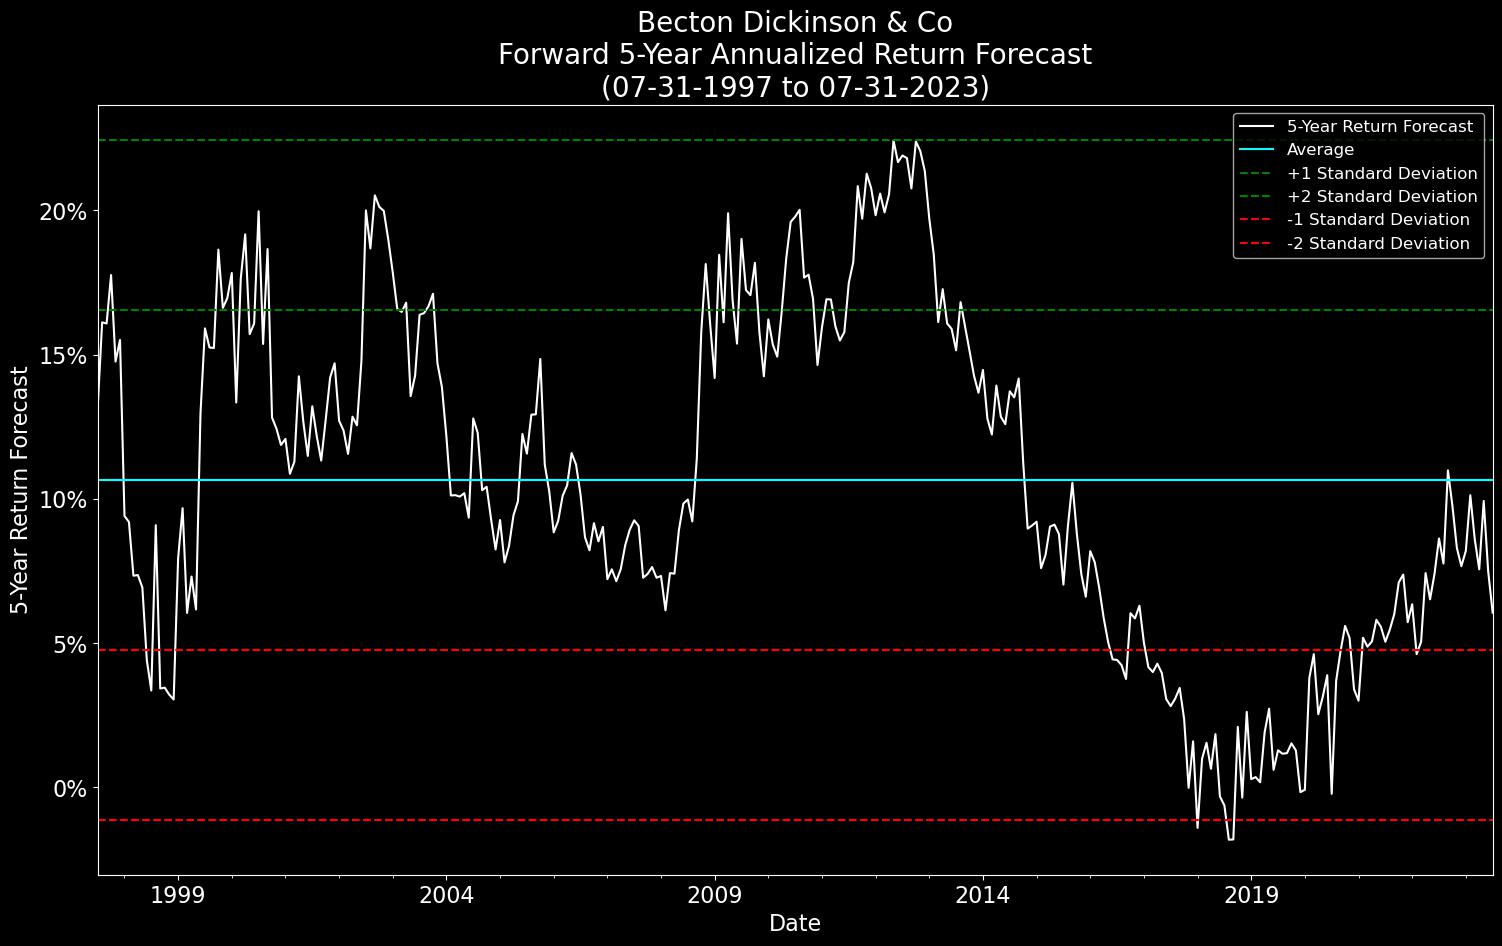 Becton Dickinson & Co
Forward 5-Year Annualized Return Forecast
(07-31-1997 to 07-31-2023)
5-Year Return Forecast
Average
+1 Standard Deviation
+2 Standard Deviation
-1 Standard Deviation
-2 Standard Deviation
5-Year Return Forecast
20%
15%
10%
5%
0%
1999
2004
2009
2014
2019
Date